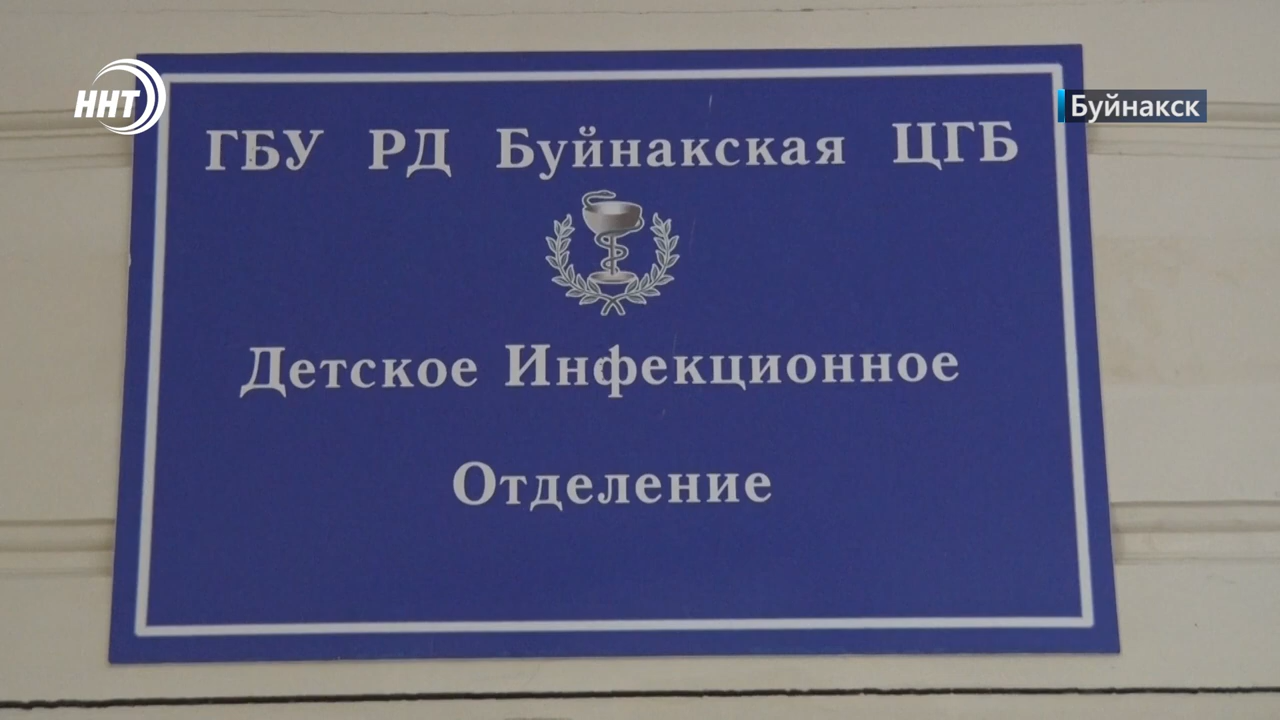 ННТ
Буйнакск
ГБУ РД Буйнакская ЦГБ
Детское Инфекционное
Отделение